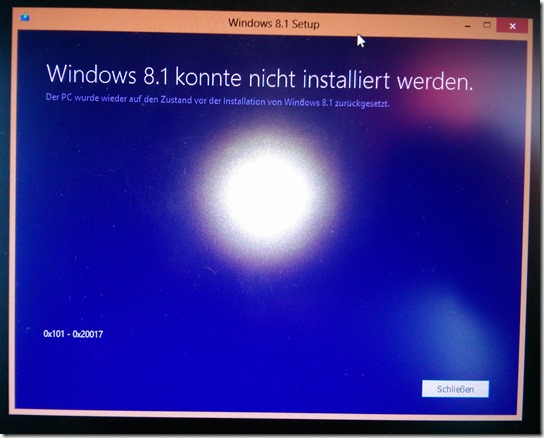 Windows 8.1 Setup
Windows 8.1 konnte nicht installiert werden.
Der PC wurde wieder auf den Zustand vor der Installation von Windows 8.1 zurückgesetzt.
0x101 - 0x20017
Schließen